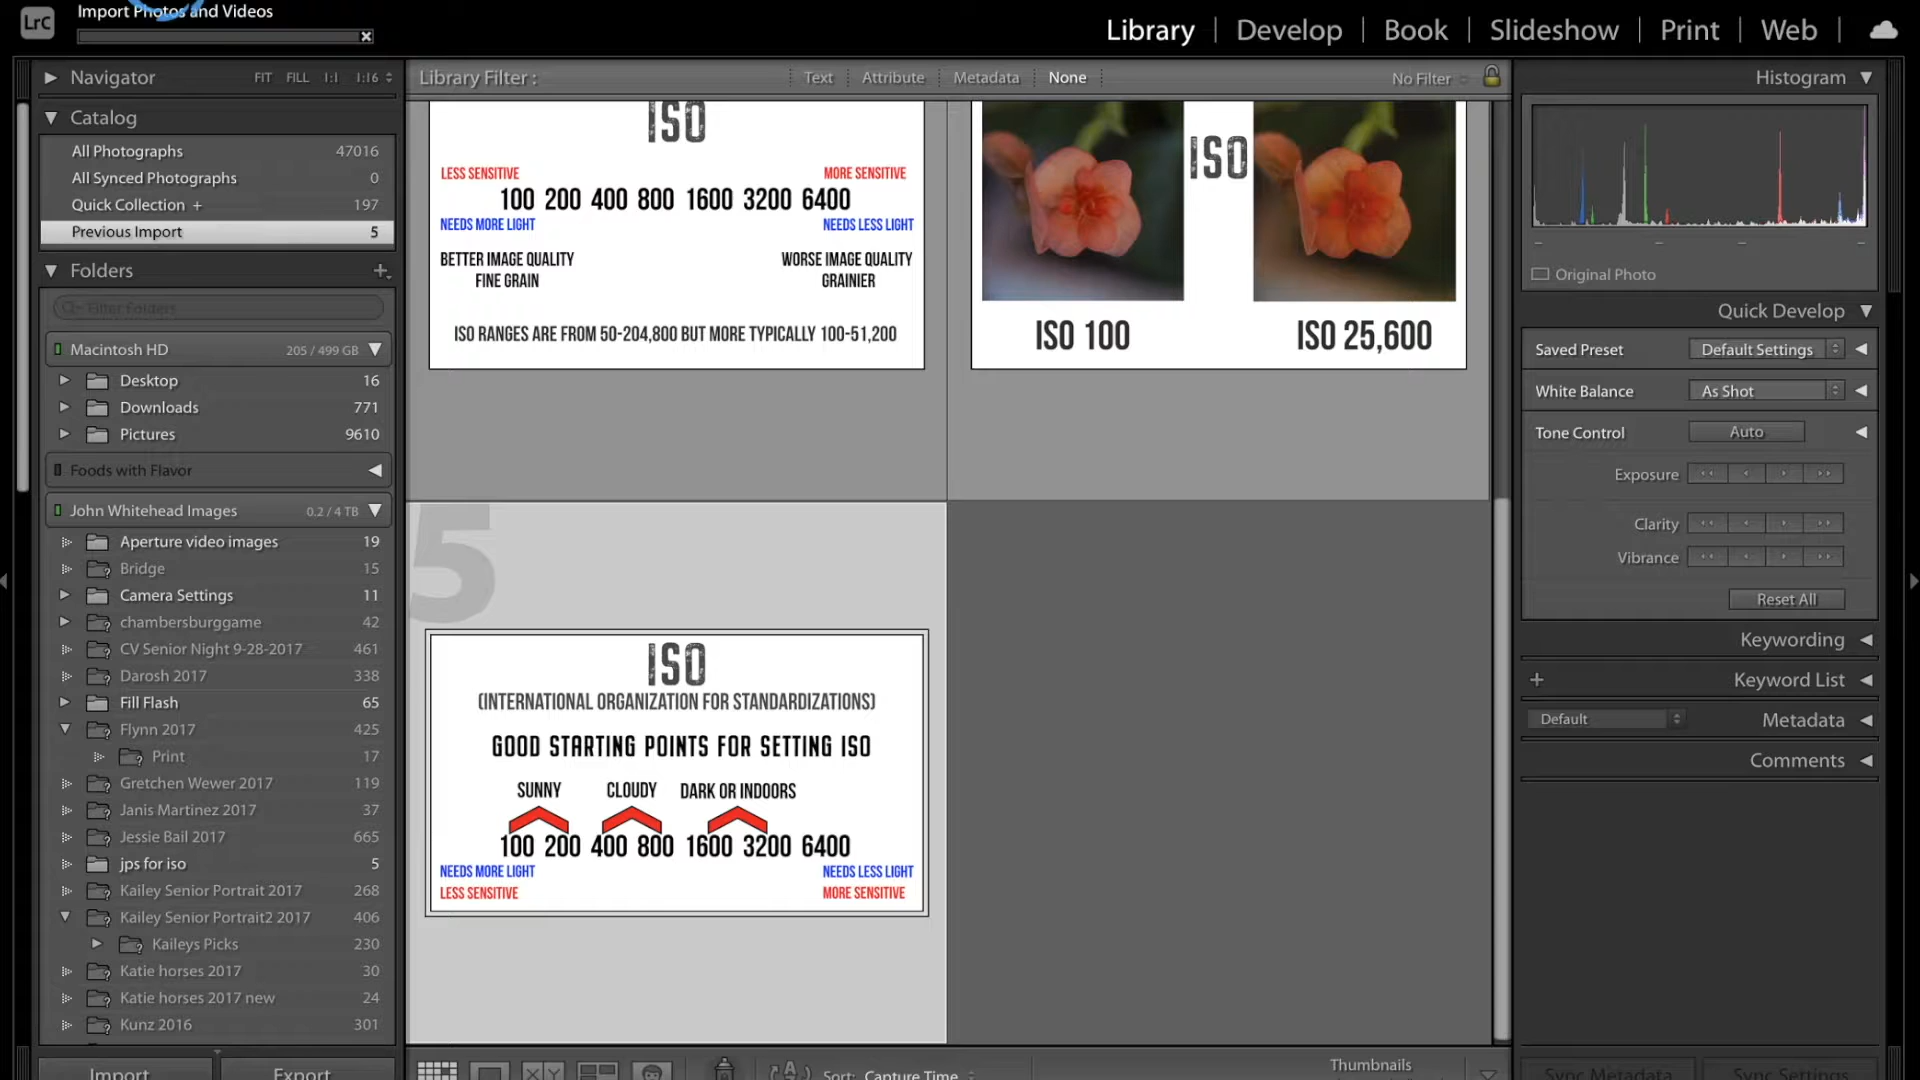 LrC
Import Photos and Videos
Library
Develop
Book
Slideshow
Print
Web
Navigator
FIT FILL 1:1 1:16
Catalog
All Photographs 47016
All Synced Photographs 0
Quick Collection + 197
Previous Import 5
Folders
Filter Folders
Macintosh HD 205 / 499 GB
Desktop 16
Downloads 771
Pictures 9610
Foods with Flavor
John Whitehead Images 0.2 / 4 TB
Aperture video images 19
Bridge 15
Camera Settings 11
chambersburggame 42
CV Senior Night 9-28-2017 461
Darosh 2017 338
Fill Flash 65
Flynn 2017 425
Print 17
Gretchen Wewer 2017 119
Janis Martinez 2017 37
Jessie Bail 2017 665
jps for iso 5
Kailey Senior Portrait 2017 268
Kailey Senior Portrait2 2017 406
Kaileys Picks 230
Katie horses 2017 30
Katie horses 2017 new 24
Kunz 2016 301
Import
Export
Library Filter :
Text
Attribute
Metadata
None
No Filter
ISO
LESS SENSITIVE
MORE SENSITIVE
100 200 400 800 1600 3200 6400
NEEDS MORE LIGHT
NEEDS LESS LIGHT
BETTER IMAGE QUALITY
FINE GRAIN
WORSE IMAGE QUALITY
GRAINIER
ISO RANGES ARE FROM 50-204,800 BUT MORE TYPICALLY 100-51,200
ISO
ISO 100
ISO 25,600
5
ISO
(INTERNATIONAL ORGANIZATION FOR STANDARDIZATIONS)
GOOD STARTING POINTS FOR SETTING ISO
SUNNY
CLOUDY
DARK OR INDOORS
100 200 400 800 1600 3200 6400
NEEDS MORE LIGHT
NEEDS LESS LIGHT
LESS SENSITIVE
MORE SENSITIVE
Sort: Capture Time
Thumbnails
Histogram
Original Photo
Quick Develop
Saved Preset
Default Settings
White Balance
As Shot
Tone Control
Auto
Exposure
Clarity
Vibrance
Reset All
Keywording
Keyword List
Default
Metadata
Comments
Sync Metadata
Sync Settings